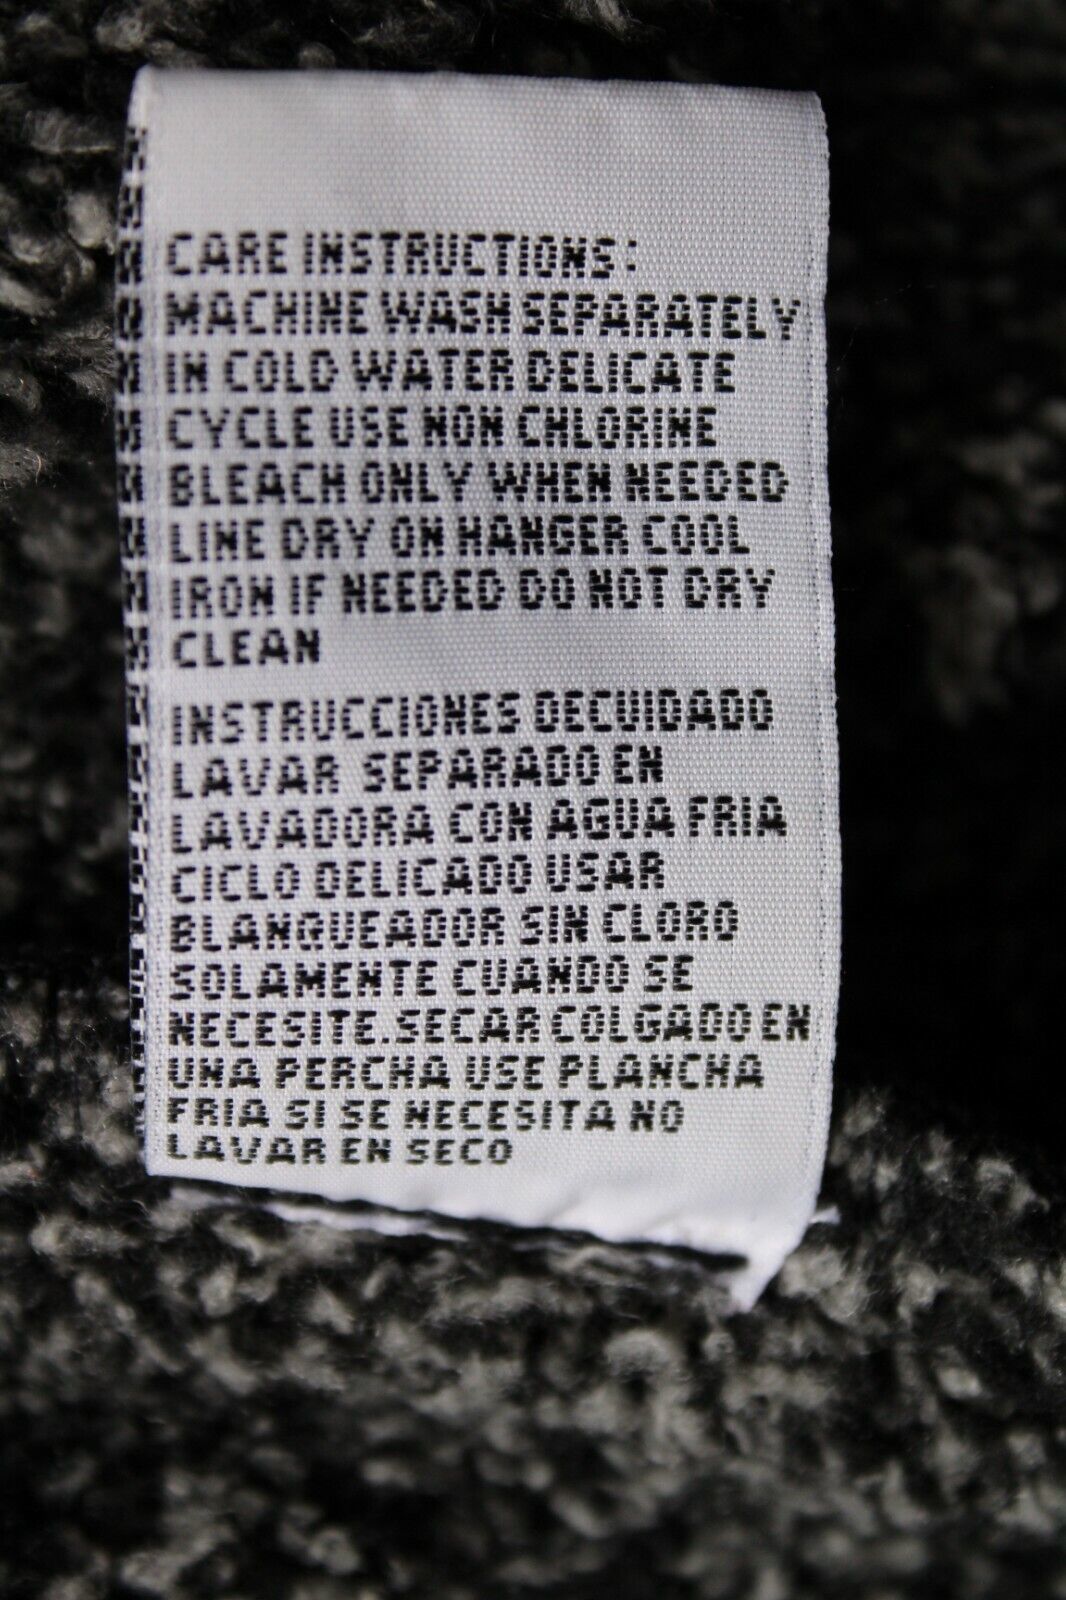 CARE INSTRUCTIONS:
MACHINE WASH SEPARATELY
IN COLD WATER DELICATE
CYCLE USE NON CHLORINE
BLEACH ONLY WHEN NEEDED
LINE DRY ON HANGER COOL
IRON IF NEEDED DO NOT DRY
CLEAN
INSTRUCCIONES DECUIDADO
LAVAR SEPARADO EN
LAVADORA CON AGUA FRIA
CICLO DELICADO USAR
BLANQUEADOR SIN CLORO
SOLAMENTE CUANDO SE
NECESITE.SECAR COLGADO EN
UNA PERCHA USE PLANCHA
FRIA SI SE NECESITA NO
LAVAR EN SECO